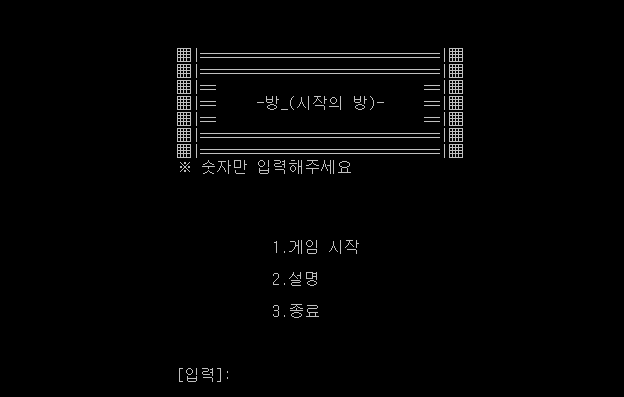 -방_(시작의 방)-
※ 숫자만 입력해주세요
1.게임 시작
2.설명
3.종료
[입력]: